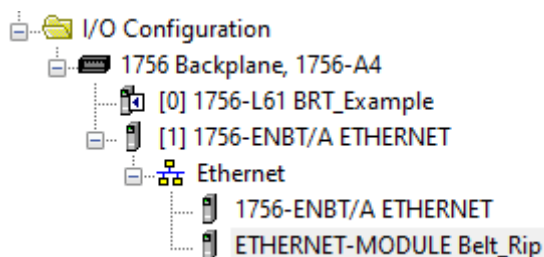 I/O Configuration
1756 Backplane, 1756-A4
[0] 1756-L61 BRT_Example
[1] 1756-ENBT/A ETHERNET
Ethernet
1756-ENBT/A ETHERNET
ETHERNET-MODULE Belt_Rip